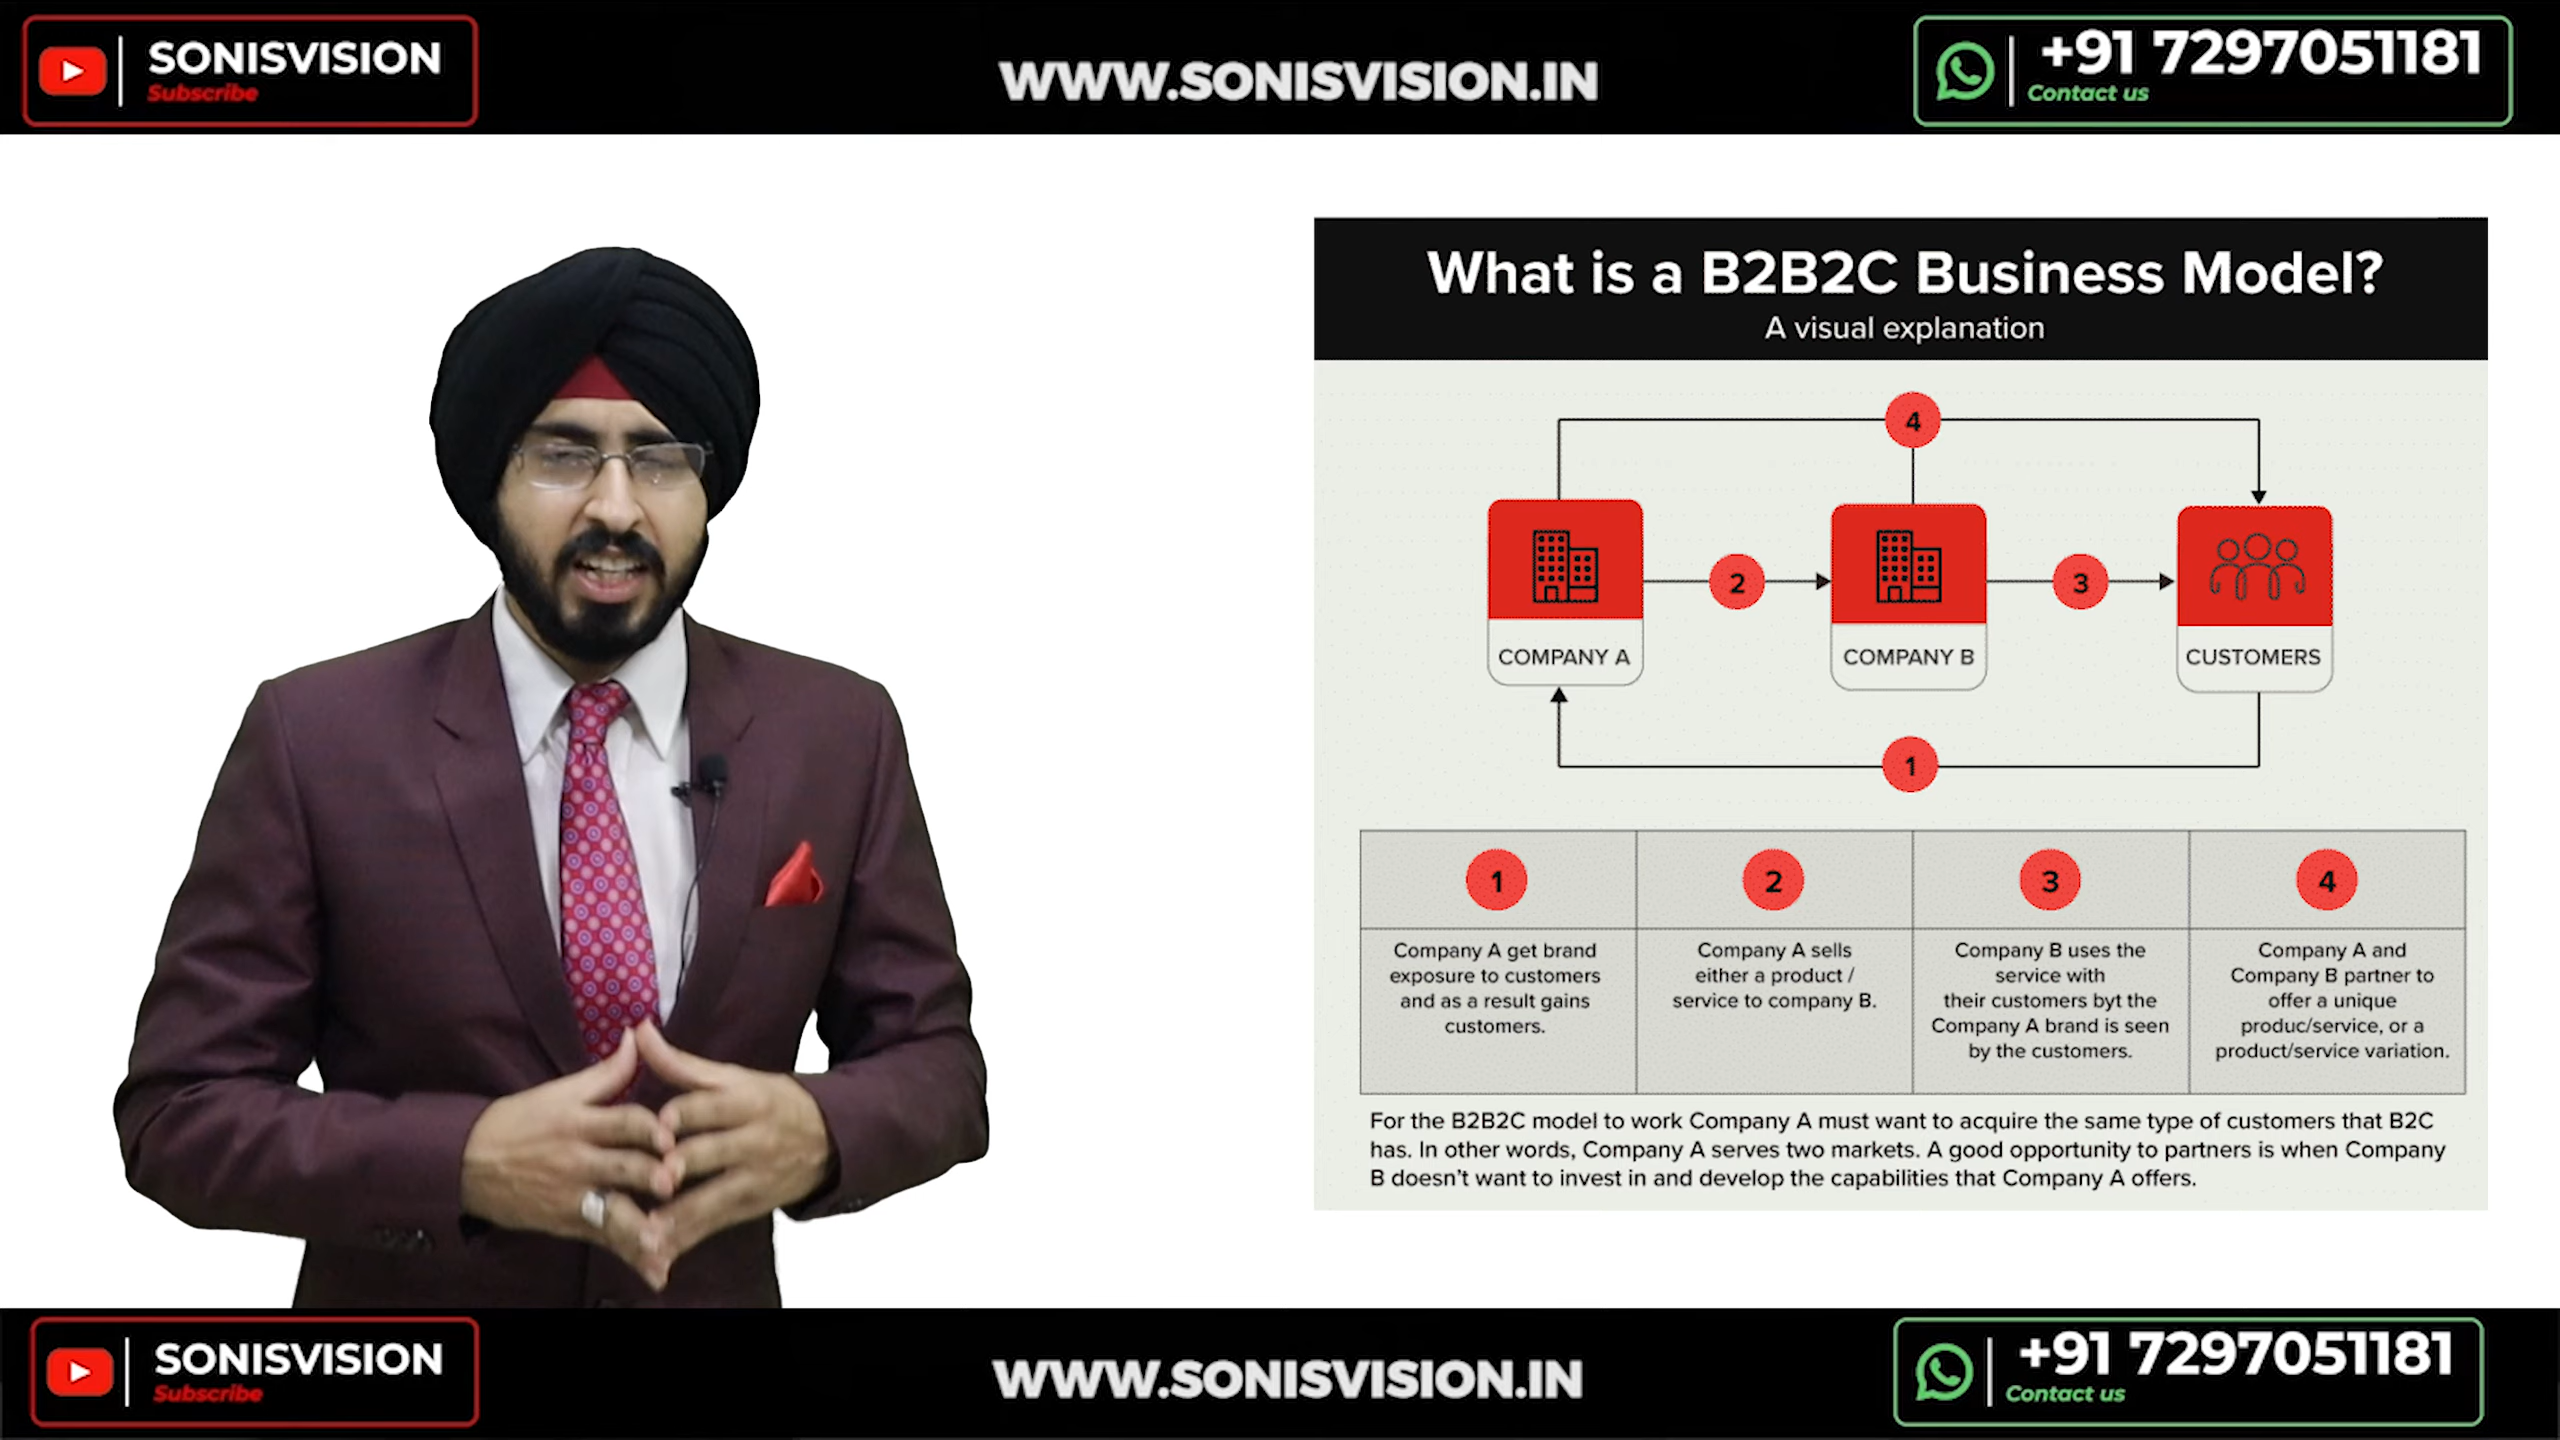 SONISVISION
Subscribe
WWW.SONISVISION.IN
+91 7297051181
Contact us
What is a B2B2C Business Model?
A visual explanation
4
2
3
COMPANY A
COMPANY B
CUSTOMERS
1
1
2
3
4
Company A get brand
exposure to customers
and as a result gains
customers.
Company A sells
either a product /
service to company B.
Company B uses the
service with
their customers byt the
Company A brand is seen
by the customers.
Company A and
Company B partner to
offer a unique
produc/service, or a
product/service variation.
For the B2B2C model to work Company A must want to acquire the same type of customers that B2C
has. In other words, Company A serves two markets. A good opportunity to partners is when Company
B doesn't want to invest in and develop the capabilities that Company A offers.
SONISVISION
Subscribe
WWW.SONISVISION.IN
+91 7297051181
Contact us